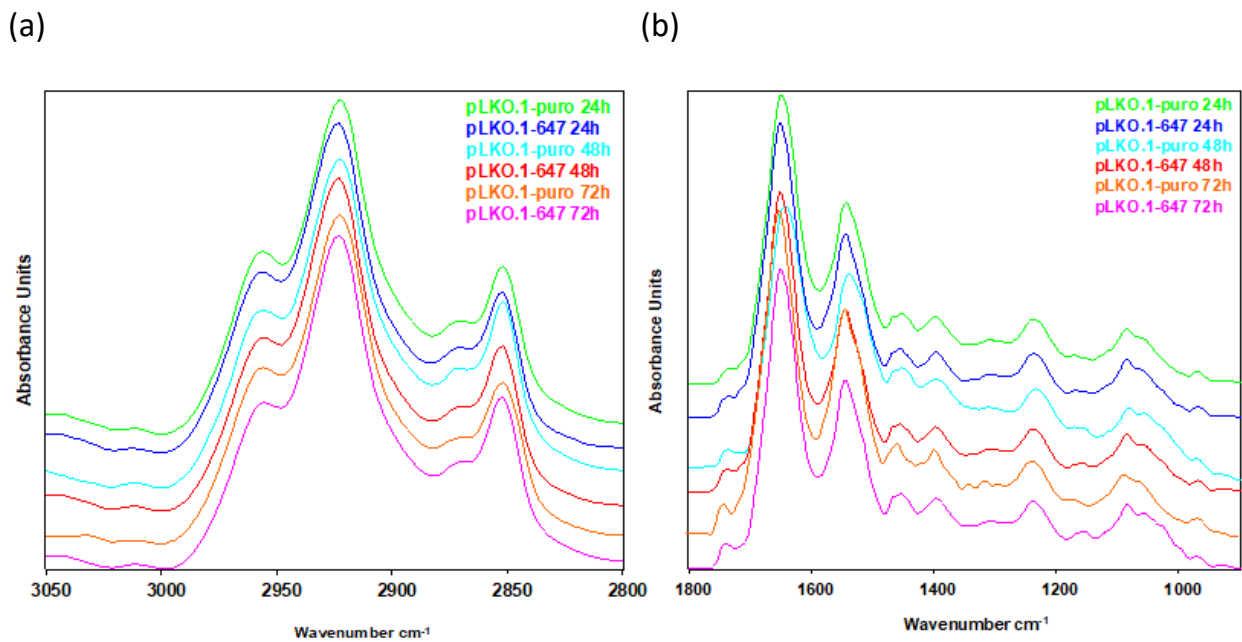 (a)
pLKO.1-puro 24h
pLKO.1-647 24h
pLKO.1-puro 48h
pLKO.1-647 48h
pLKO.1-puro 72h
pLKO.1-647 72h
Absorbance Units
3050 3000 2950 2900 2850 2800
Wavenumber cm-1
(b)
pLKO.1-puro 24h
pLKO.1-647 24h
pLKO.1-puro 48h
pLKO.1-647 48h
pLKO.1-puro 72h
pLKO.1-647 72h
Absorbance Units
1800 1600 1400 1200 1000
Wavenumber cm-1